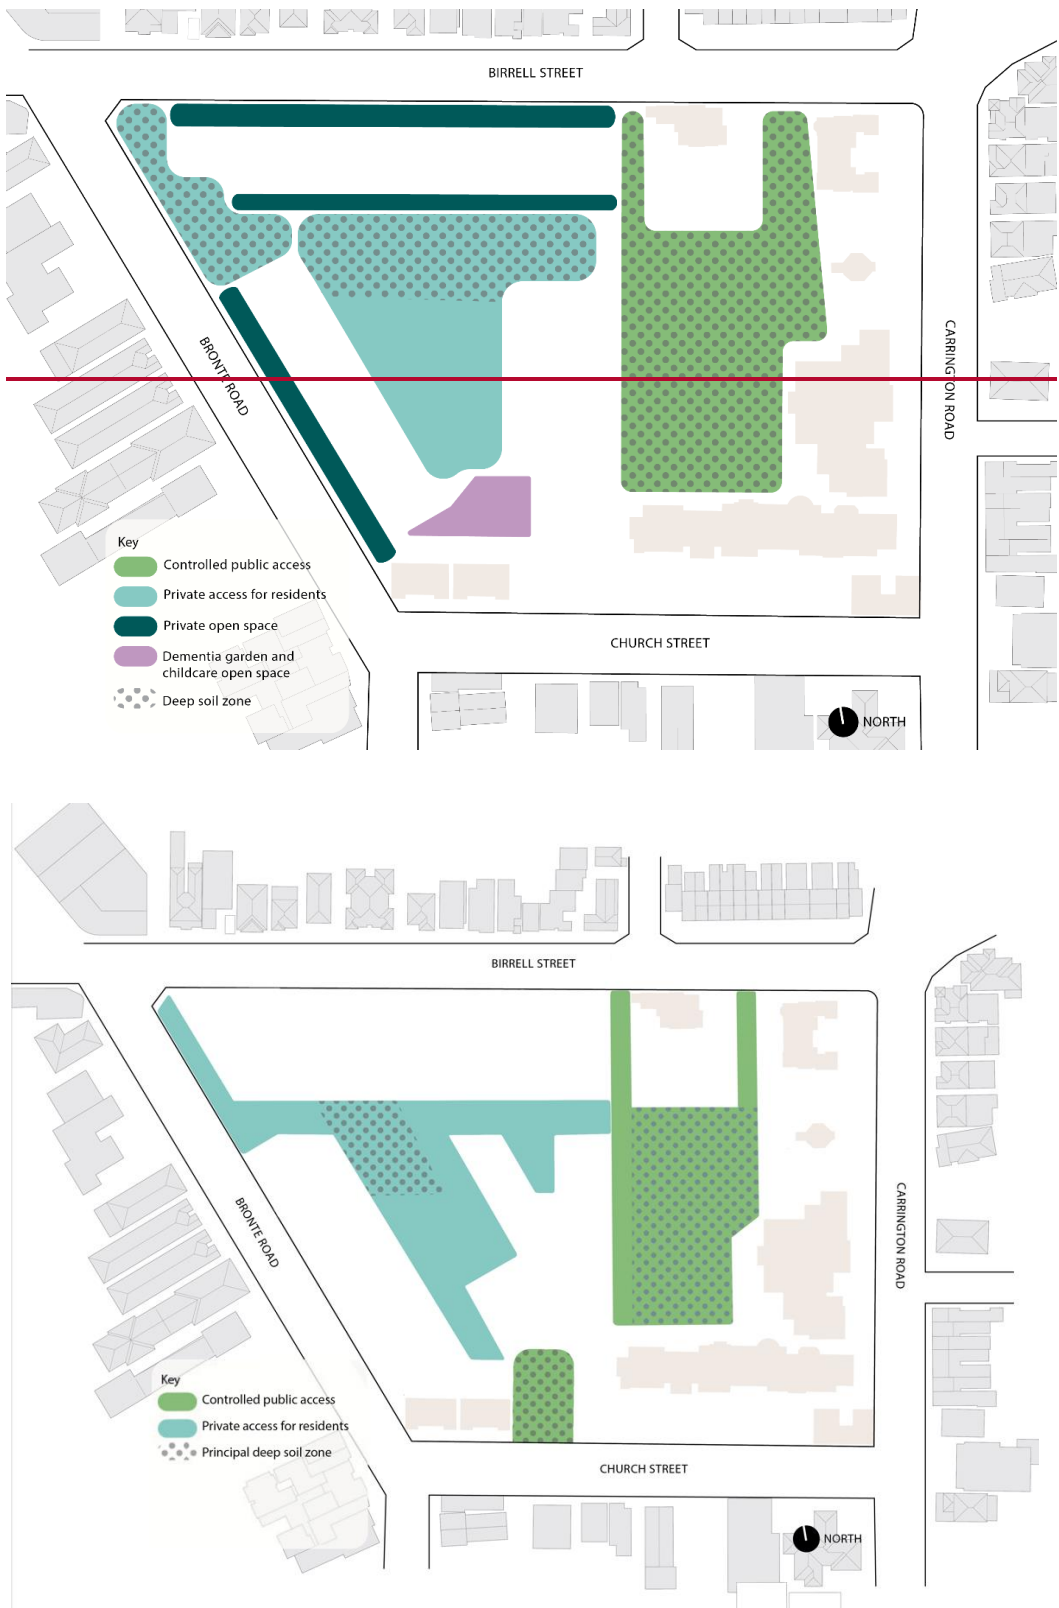 BIRRELL STREET
BRONTE ROAD
CARRINGTON ROAD
Key
Controlled public access
Private access for residents
Private open space
Dementia garden and
childcare open space
Deep soil zone
CHURCH STREET
NORTH
BIRRELL STREET
BRONTE ROAD
CARRINGTON ROAD
Key
Controlled public access
Private access for residents
Principal deep soil zone
CHURCH STREET
NORTH